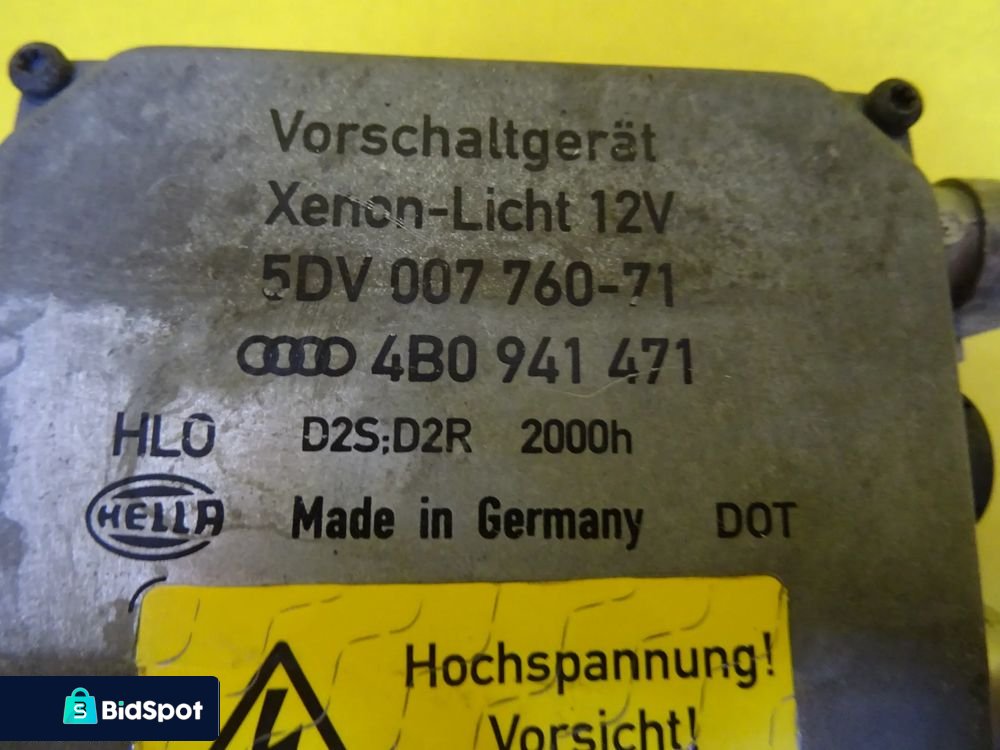 Vorschaltgerät
Xenon-Licht 12V
5DV 007 760-71
4B0 941 471
HL0 D2S;D2R 2000h
HELLA Made in Germany DOT
Hochspannung!
Vorsicht!
BidSpot